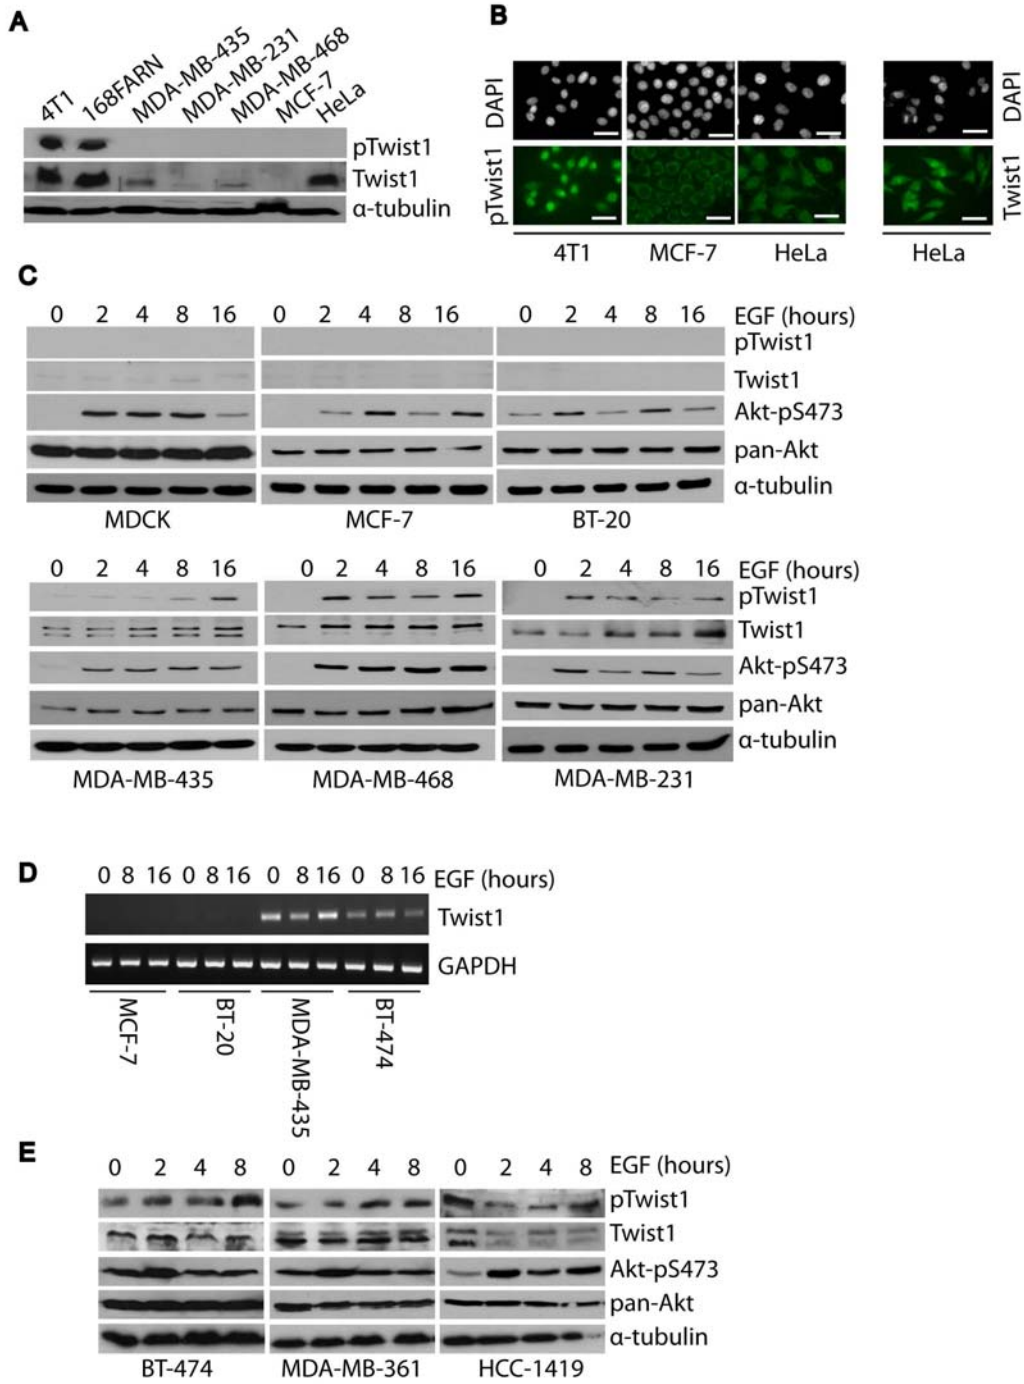 A
4T1 168FARN MDA-MB-435 MDA-MB-231 MDA-MB-468 MCF-7 HeLa
pTwist1
Twist1
α-tubulin
B
DAPI DAPI
pTwist1 Twist1
4T1 MCF-7 HeLa HeLa
C
0 2 4 8 16 0 2 4 8 16 0 2 4 8 16 EGF (hours)
pTwist1
Twist1
Akt-pS473
pan-Akt
α-tubulin
MDCK MCF-7 BT-20
0 2 4 8 16 0 2 4 8 16 0 2 4 8 16 EGF (hours)
pTwist1
Twist1
Akt-pS473
pan-Akt
α-tubulin
MDA-MB-435 MDA-MB-468 MDA-MB-231
D
0 8 16 0 8 16 0 8 16 0 8 16 EGF (hours)
Twist1
GAPDH
MCF-7 BT-20 MDA-MB-435 BT-474
E
0 2 4 8 0 2 4 8 0 2 4 8 EGF (hours)
pTwist1
Twist1
Akt-pS473
pan-Akt
α-tubulin
BT-474 MDA-MB-361 HCC-1419